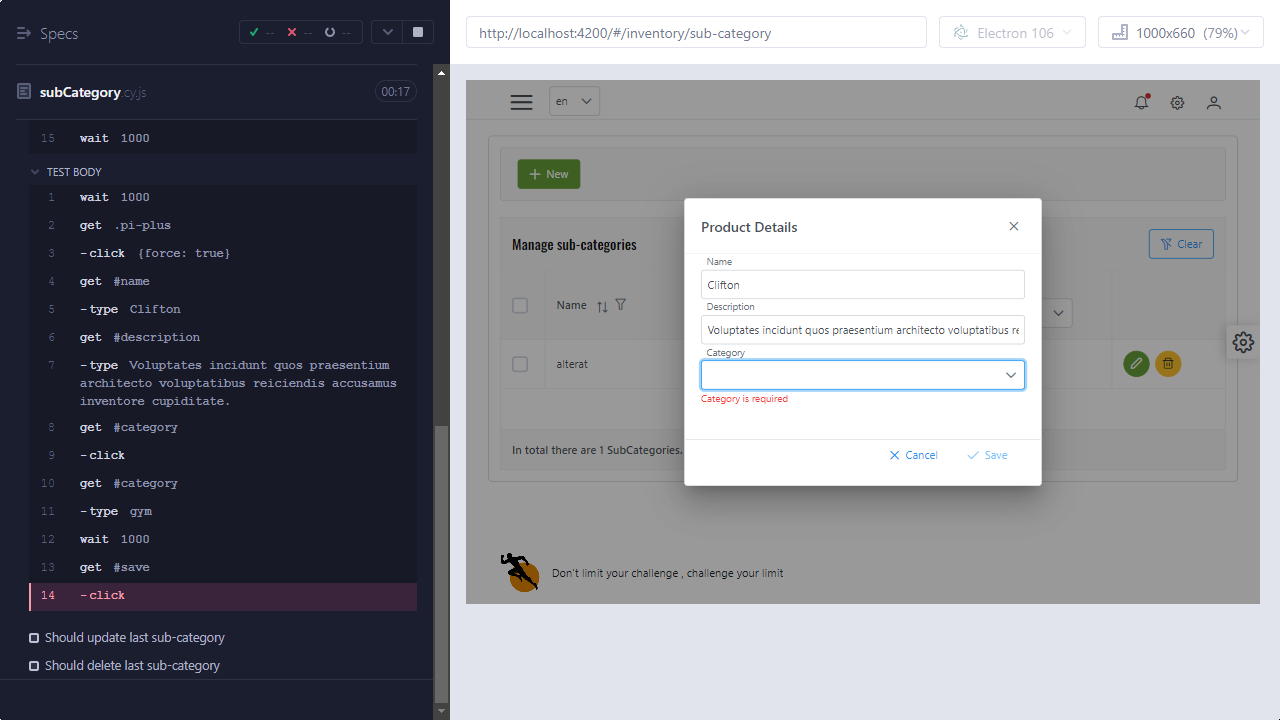 Specs
--
--
--
subCategory.cy.js
00:17
15 wait 1000
TEST BODY
1 wait 1000
2 get .pi-plus
3 -click {force: true}
4 get #name
5 -type Clifton
6 get #description
7 -type Voluptates incidunt quos praesentium
architecto voluptatibus reiciendis accusamus
inventore cupiditate.
8 get #category
9 -click
10 get #category
11 -type gym
12 wait 1000
13 get #save
14 -click
Should update last sub-category
Should delete last sub-category
http://localhost:4200/#/inventory/sub-category
Electron 106
1000x660 (79%)
en
New
Manage sub-categories
Clear
Name
alterat
In total there are 1 SubCategories.
Product Details
Name
Clifton
Description
Voluptates incidunt quos praesentium architecto voluptatibus re
Category
Category is required
Cancel
Save
Don't limit your challenge , challenge your limit